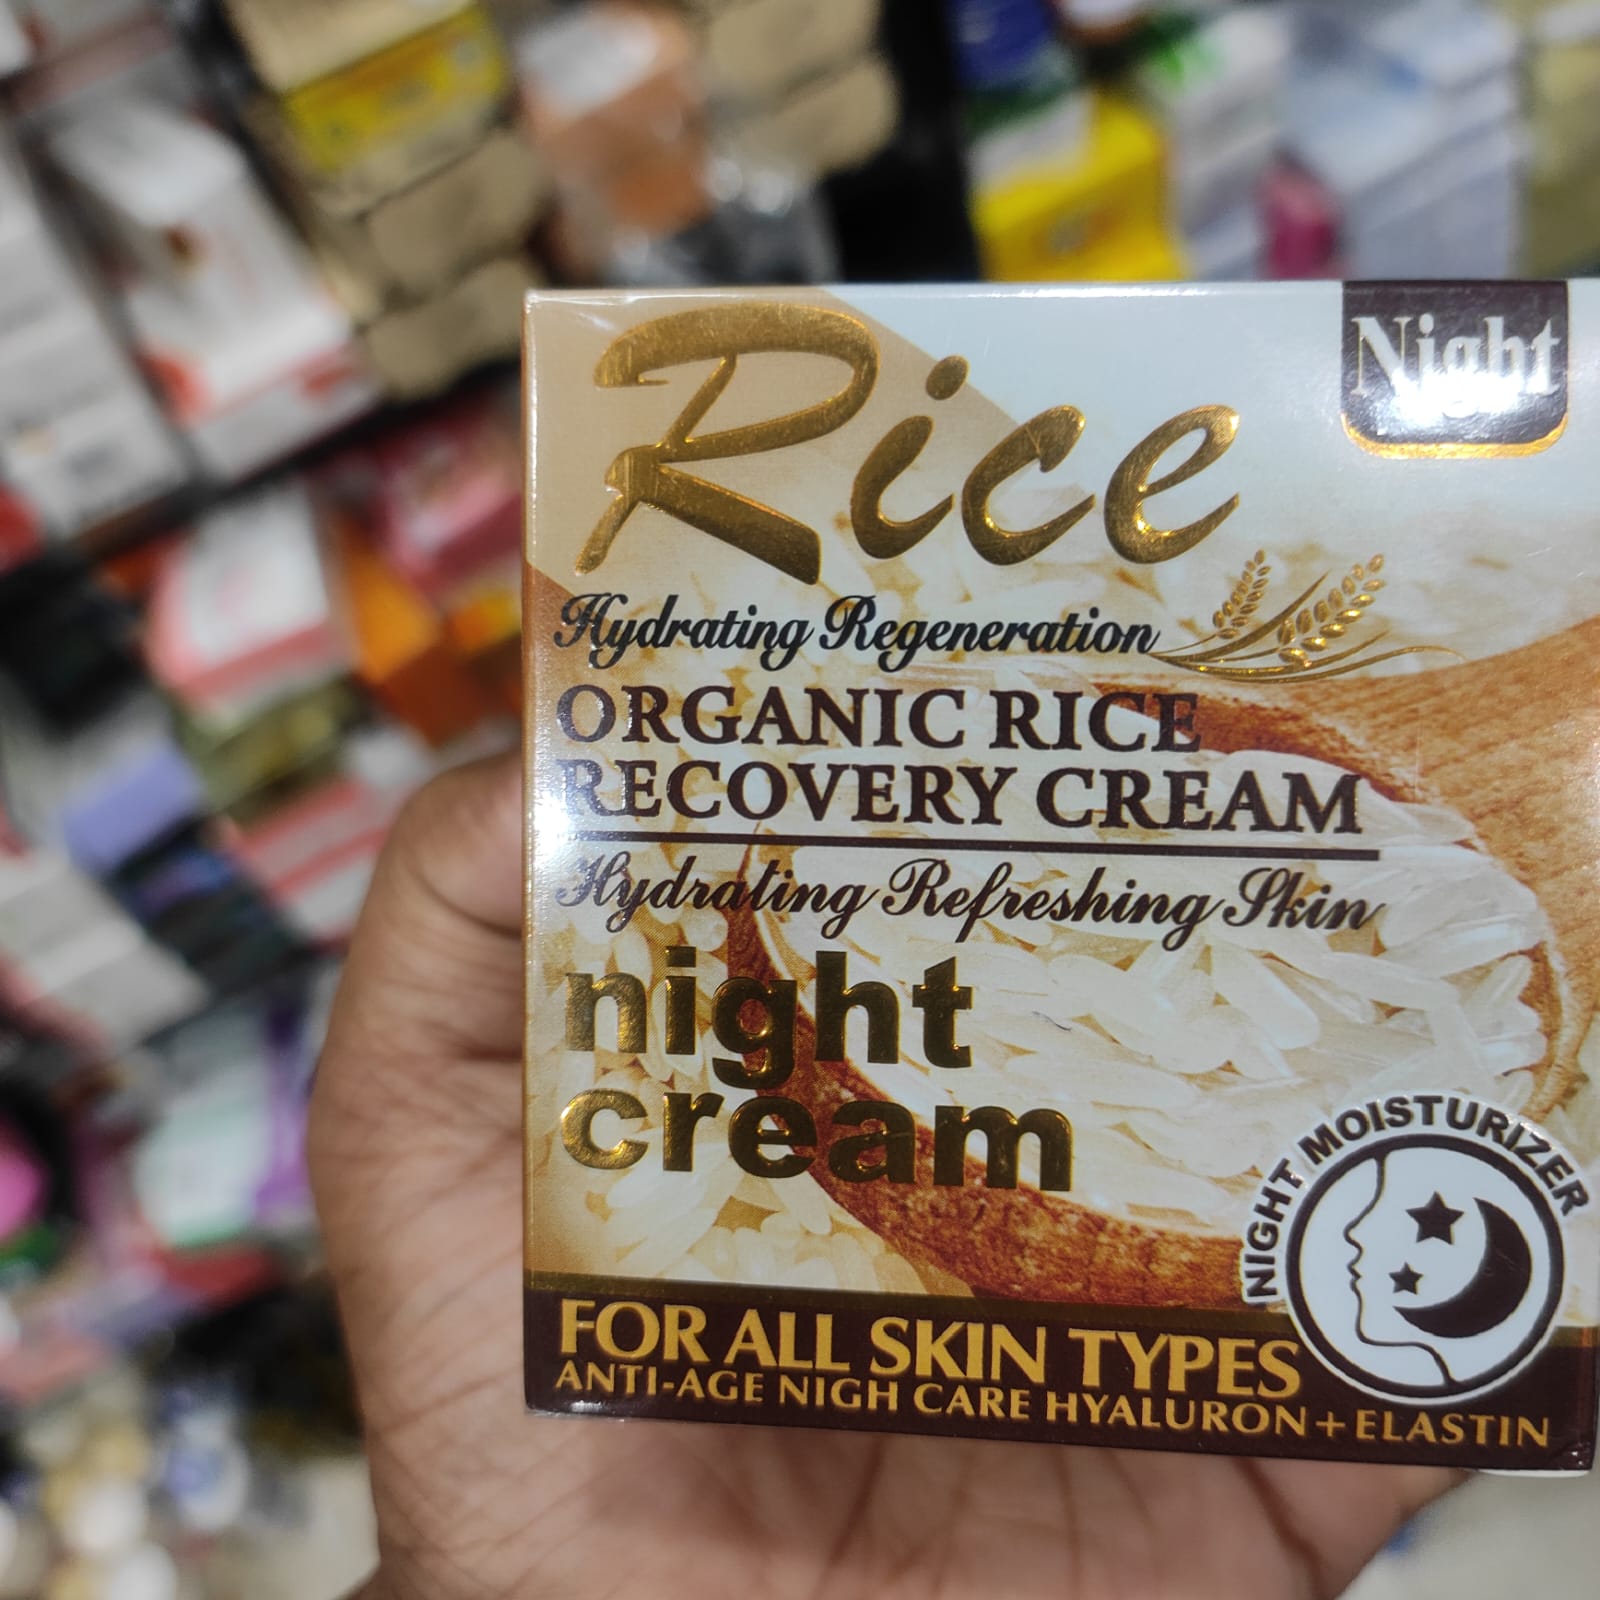 Rice
Night
Hydrating Regeneration
ORGANIC RICE
RECOVERY CREAM
Hydrating Refreshing Skin
night
cream
NIGHT MOISTURIZER
FOR ALL SKIN TYPES
ANTI-AGE NIGH CARE HYALURON+ELASTIN